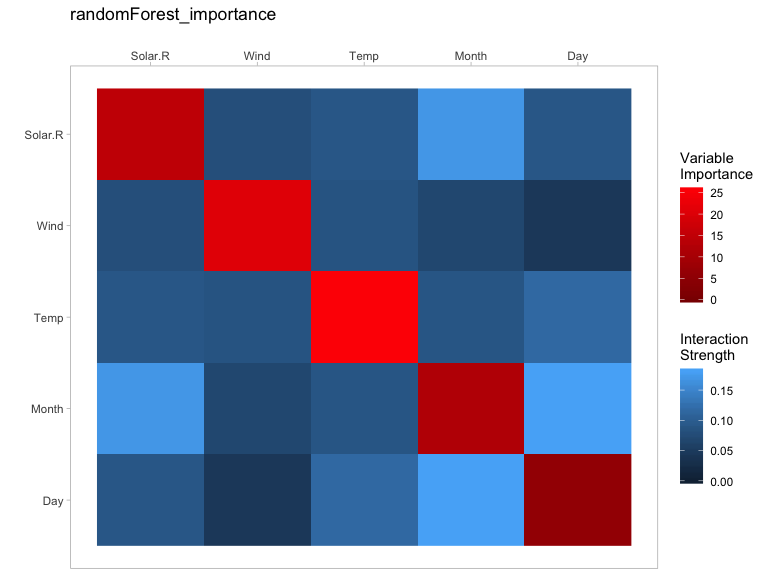 randomForest_importance
Solar.R Wind Temp Month Day
Solar.R
Wind
Temp
Month
Day
Variable
Importance
25
20
15
10
5
0
Interaction
Strength
0.15
0.10
0.05
0.00